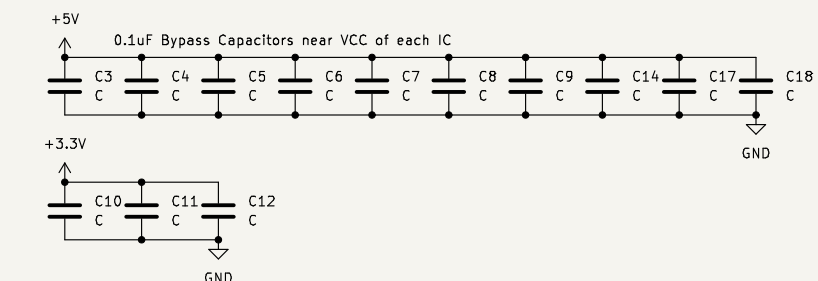 +5V
0.1uF Bypass Capacitors near VCC of each IC
C3 C4 C5 C6 C7 C8 C9 C14 C17 C18
C C C C C C C C C C
GND
+3.3V
C10 C11 C12
C C C
GND